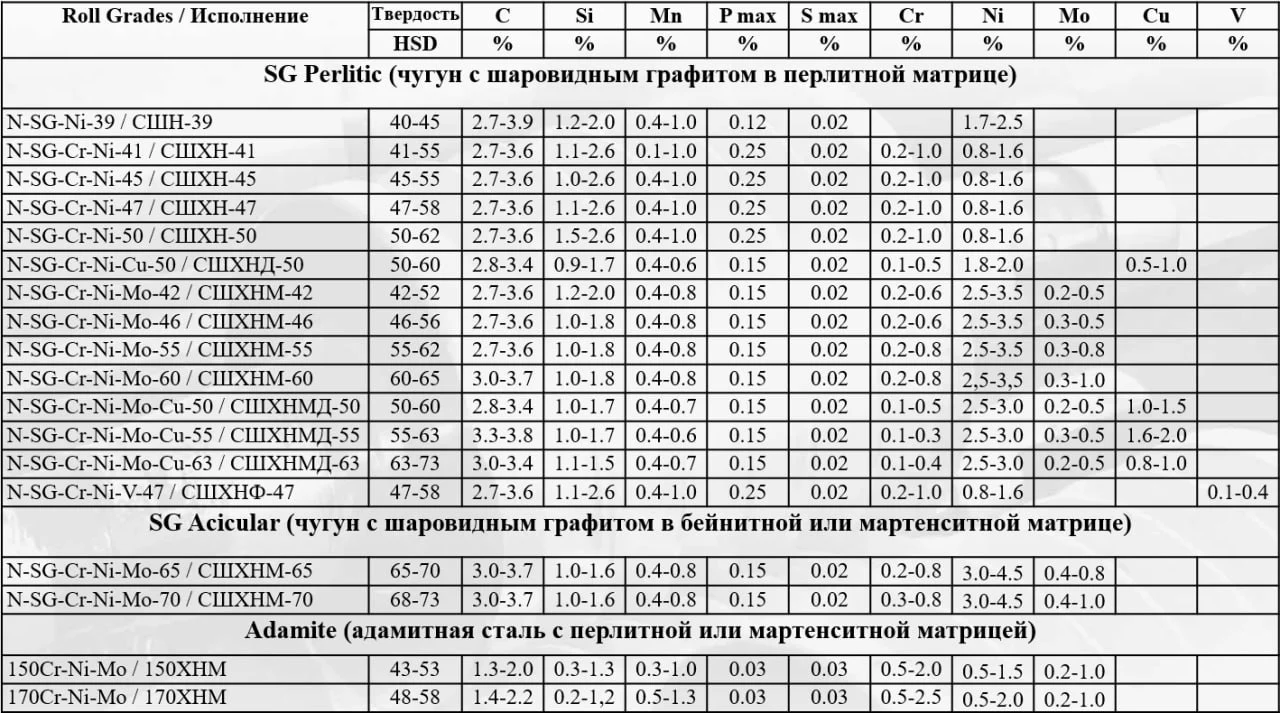 Roll Grades / Исполнение Твердость C Si Mn P max S max Cr Ni Mo Cu V
HSD % % % % % % % % % %
SG Perlitic (чугун с шаровидным графитом в перлитной матрице)
N-SG-Ni-39 / СШН-39 40-45 2.7-3.9 1.2-2.0 0.4-1.0 0.12 0.02 1.7-2.5
N-SG-Cr-Ni-41 / СШХН-41 41-55 2.7-3.6 1.1-2.6 0.1-1.0 0.25 0.02 0.2-1.0 0.8-1.6
N-SG-Cr-Ni-45 / СШХН-45 45-55 2.7-3.6 1.0-2.6 0.4-1.0 0.25 0.02 0.2-1.0 0.8-1.6
N-SG-Cr-Ni-47 / СШХН-47 47-58 2.7-3.6 1.1-2.6 0.4-1.0 0.25 0.02 0.2-1.0 0.8-1.6
N-SG-Cr-Ni-50 / СШХН-50 50-62 2.7-3.6 1.5-2.6 0.4-1.0 0.25 0.02 0.2-1.0 0.8-1.6
N-SG-Cr-Ni-Cu-50 / СШХНД-50 50-60 2.8-3.4 0.9-1.7 0.4-0.6 0.15 0.02 0.1-0.5 1.8-2.0 0.5-1.0
N-SG-Cr-Ni-Mo-42 / СШХНМ-42 42-52 2.7-3.6 1.2-2.0 0.4-0.8 0.15 0.02 0.2-0.6 2.5-3.5 0.2-0.5
N-SG-Cr-Ni-Mo-46 / СШХНМ-46 46-56 2.7-3.6 1.0-1.8 0.4-0.8 0.15 0.02 0.2-0.6 2.5-3.5 0.3-0.5
N-SG-Cr-Ni-Mo-55 / СШХНМ-55 55-62 2.7-3.6 1.0-1.8 0.4-0.8 0.15 0.02 0.2-0.8 2.5-3.5 0.3-0.8
N-SG-Cr-Ni-Mo-60 / СШХНМ-60 60-65 3.0-3.7 1.0-1.8 0.4-0.8 0.15 0.02 0.2-0.8 2,5-3,5 0.3-1.0
N-SG-Cr-Ni-Mo-Cu-50 / СШХНМД-50 50-60 2.8-3.4 1.0-1.7 0.4-0.7 0.15 0.02 0.1-0.5 2.5-3.0 0.2-0.5 1.0-1.5
N-SG-Cr-Ni-Mo-Cu-55 / СШХНМД-55 55-63 3.3-3.8 1.0-1.7 0.4-0.6 0.15 0.02 0.1-0.3 2.5-3.0 0.3-0.5 1.6-2.0
N-SG-Cr-Ni-Mo-Cu-63 / СШХНМД-63 63-73 3.0-3.4 1.1-1.5 0.4-0.7 0.15 0.02 0.1-0.4 2.5-3.0 0.2-0.5 0.8-1.0
N-SG-Cr-Ni-V-47 / СШХНФ-47 47-58 2.7-3.6 1.1-2.6 0.4-1.0 0.25 0.02 0.2-1.0 0.8-1.6 0.1-0.4
SG Acicular (чугун с шаровидным графитом в бейнитной или мартенситной матрице)
N-SG-Cr-Ni-Mo-65 / СШХНМ-65 65-70 3.0-3.7 1.0-1.6 0.4-0.8 0.15 0.02 0.2-0.8 3.0-4.5 0.4-0.8
N-SG-Cr-Ni-Mo-70 / СШХНМ-70 68-73 3.0-3.7 1.0-1.6 0.4-0.8 0.15 0.02 0.3-0.8 3.0-4.5 0.4-1.0
Adamite (адамитная сталь с перлитной или мартенситной матрицей)
150Cr-Ni-Mo / 150ХНМ 43-53 1.3-2.0 0.3-1.3 0.3-1.0 0.03 0.03 0.5-2.0 0.5-1.5 0.2-1.0
170Cr-Ni-Mo / 170ХНМ 48-58 1.4-2.2 0.2-1,2 0.5-1.3 0.03 0.03 0.5-2.5 0.5-2.0 0.2-1.0